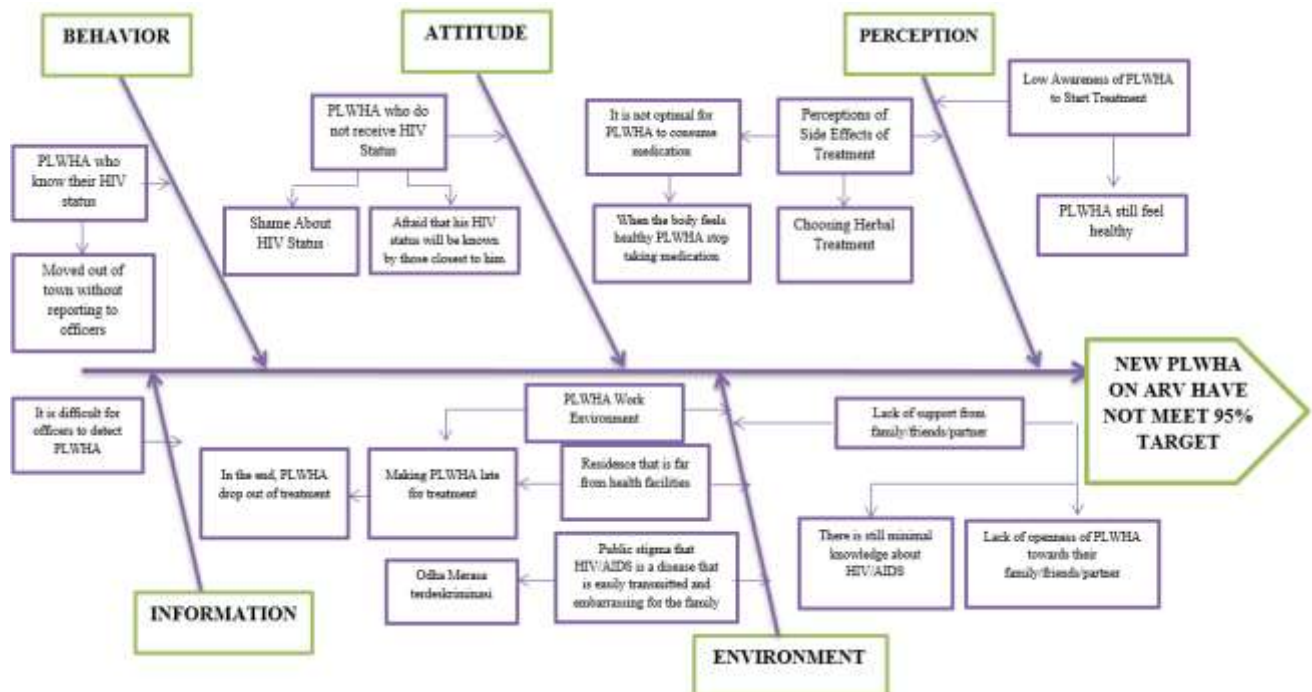 BEHAVIOR
ATTITUDE
PERCEPTION
PLWHA who
know their HIV
status
Moved out of
town without
reporting to
officers
PLWHA who do
not receive HIV
Status
Shame About
HIV Status
Afraid that his HIV
status will be known
by those closest to him
It is not optimal for
PLWHA to consume
medication
Perceptions of
Side Effects of
Treatment
When the body feels
healthy PLWHA stop
taking medication
Choosing Herbal
Treatment
Low Awareness of PLWHA
to Start Treatment
PLWHA still feel
healthy
NEW PLWHA
ON ARV HAVE
NOT MEET 95%
TARGET
It is difficult for
officers to detect
PLWHA
In the end, PLWHA
drop out of treatment
Making PLWHA late
for treatment
PLWHA Work
Environment
Residence that is far
from health facilities
Lack of support from
family/friends/partner
There is still minimal
knowledge about
HIV/AIDS
Lack of openness of PLWHA
towards their
family/friends/partner
Odha Merasa
terdeskriminasi
Public stigma that
HIV/AIDS is a disease that
is easily transmitted and
embarrassing for the family
INFORMATION
ENVIRONMENT